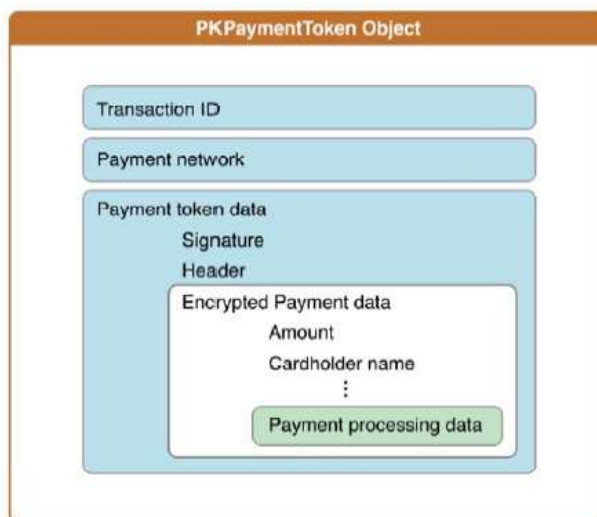 PKPaymentToken Object
Transaction ID
Payment network
Payment token data
Signature
Header
Encrypted Payment data
Amount
Cardholder name
⋮
Payment processing data